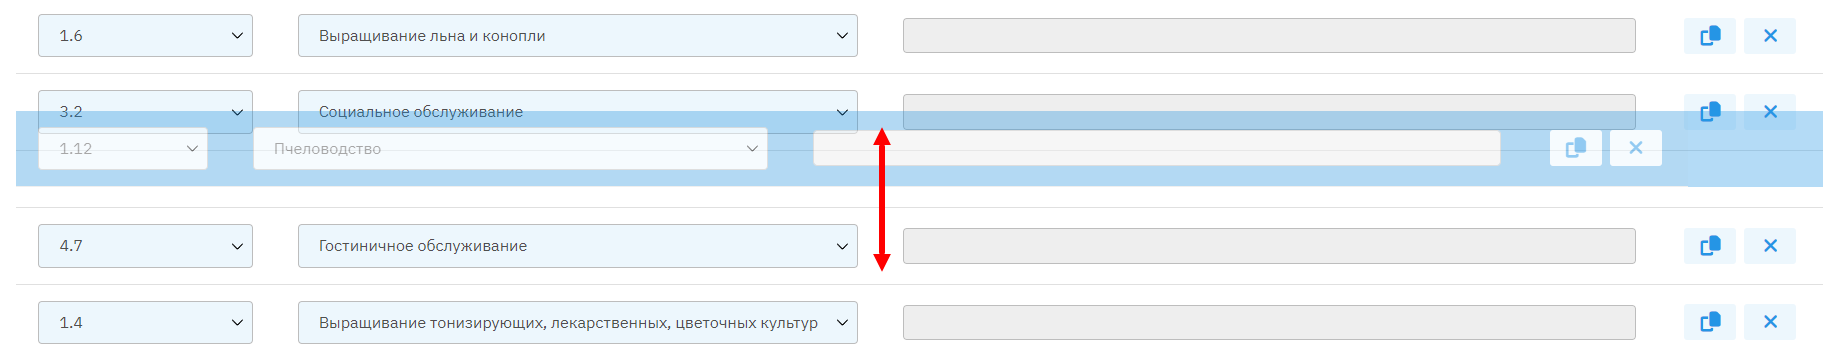 1.6 Выращивание льна и конопли
3.2 Социальное обслуживание
1.12 Пчеловодство
4.7 Гостиничное обслуживание
1.4 Выращивание тонизирующих, лекарственных, цветочных культур